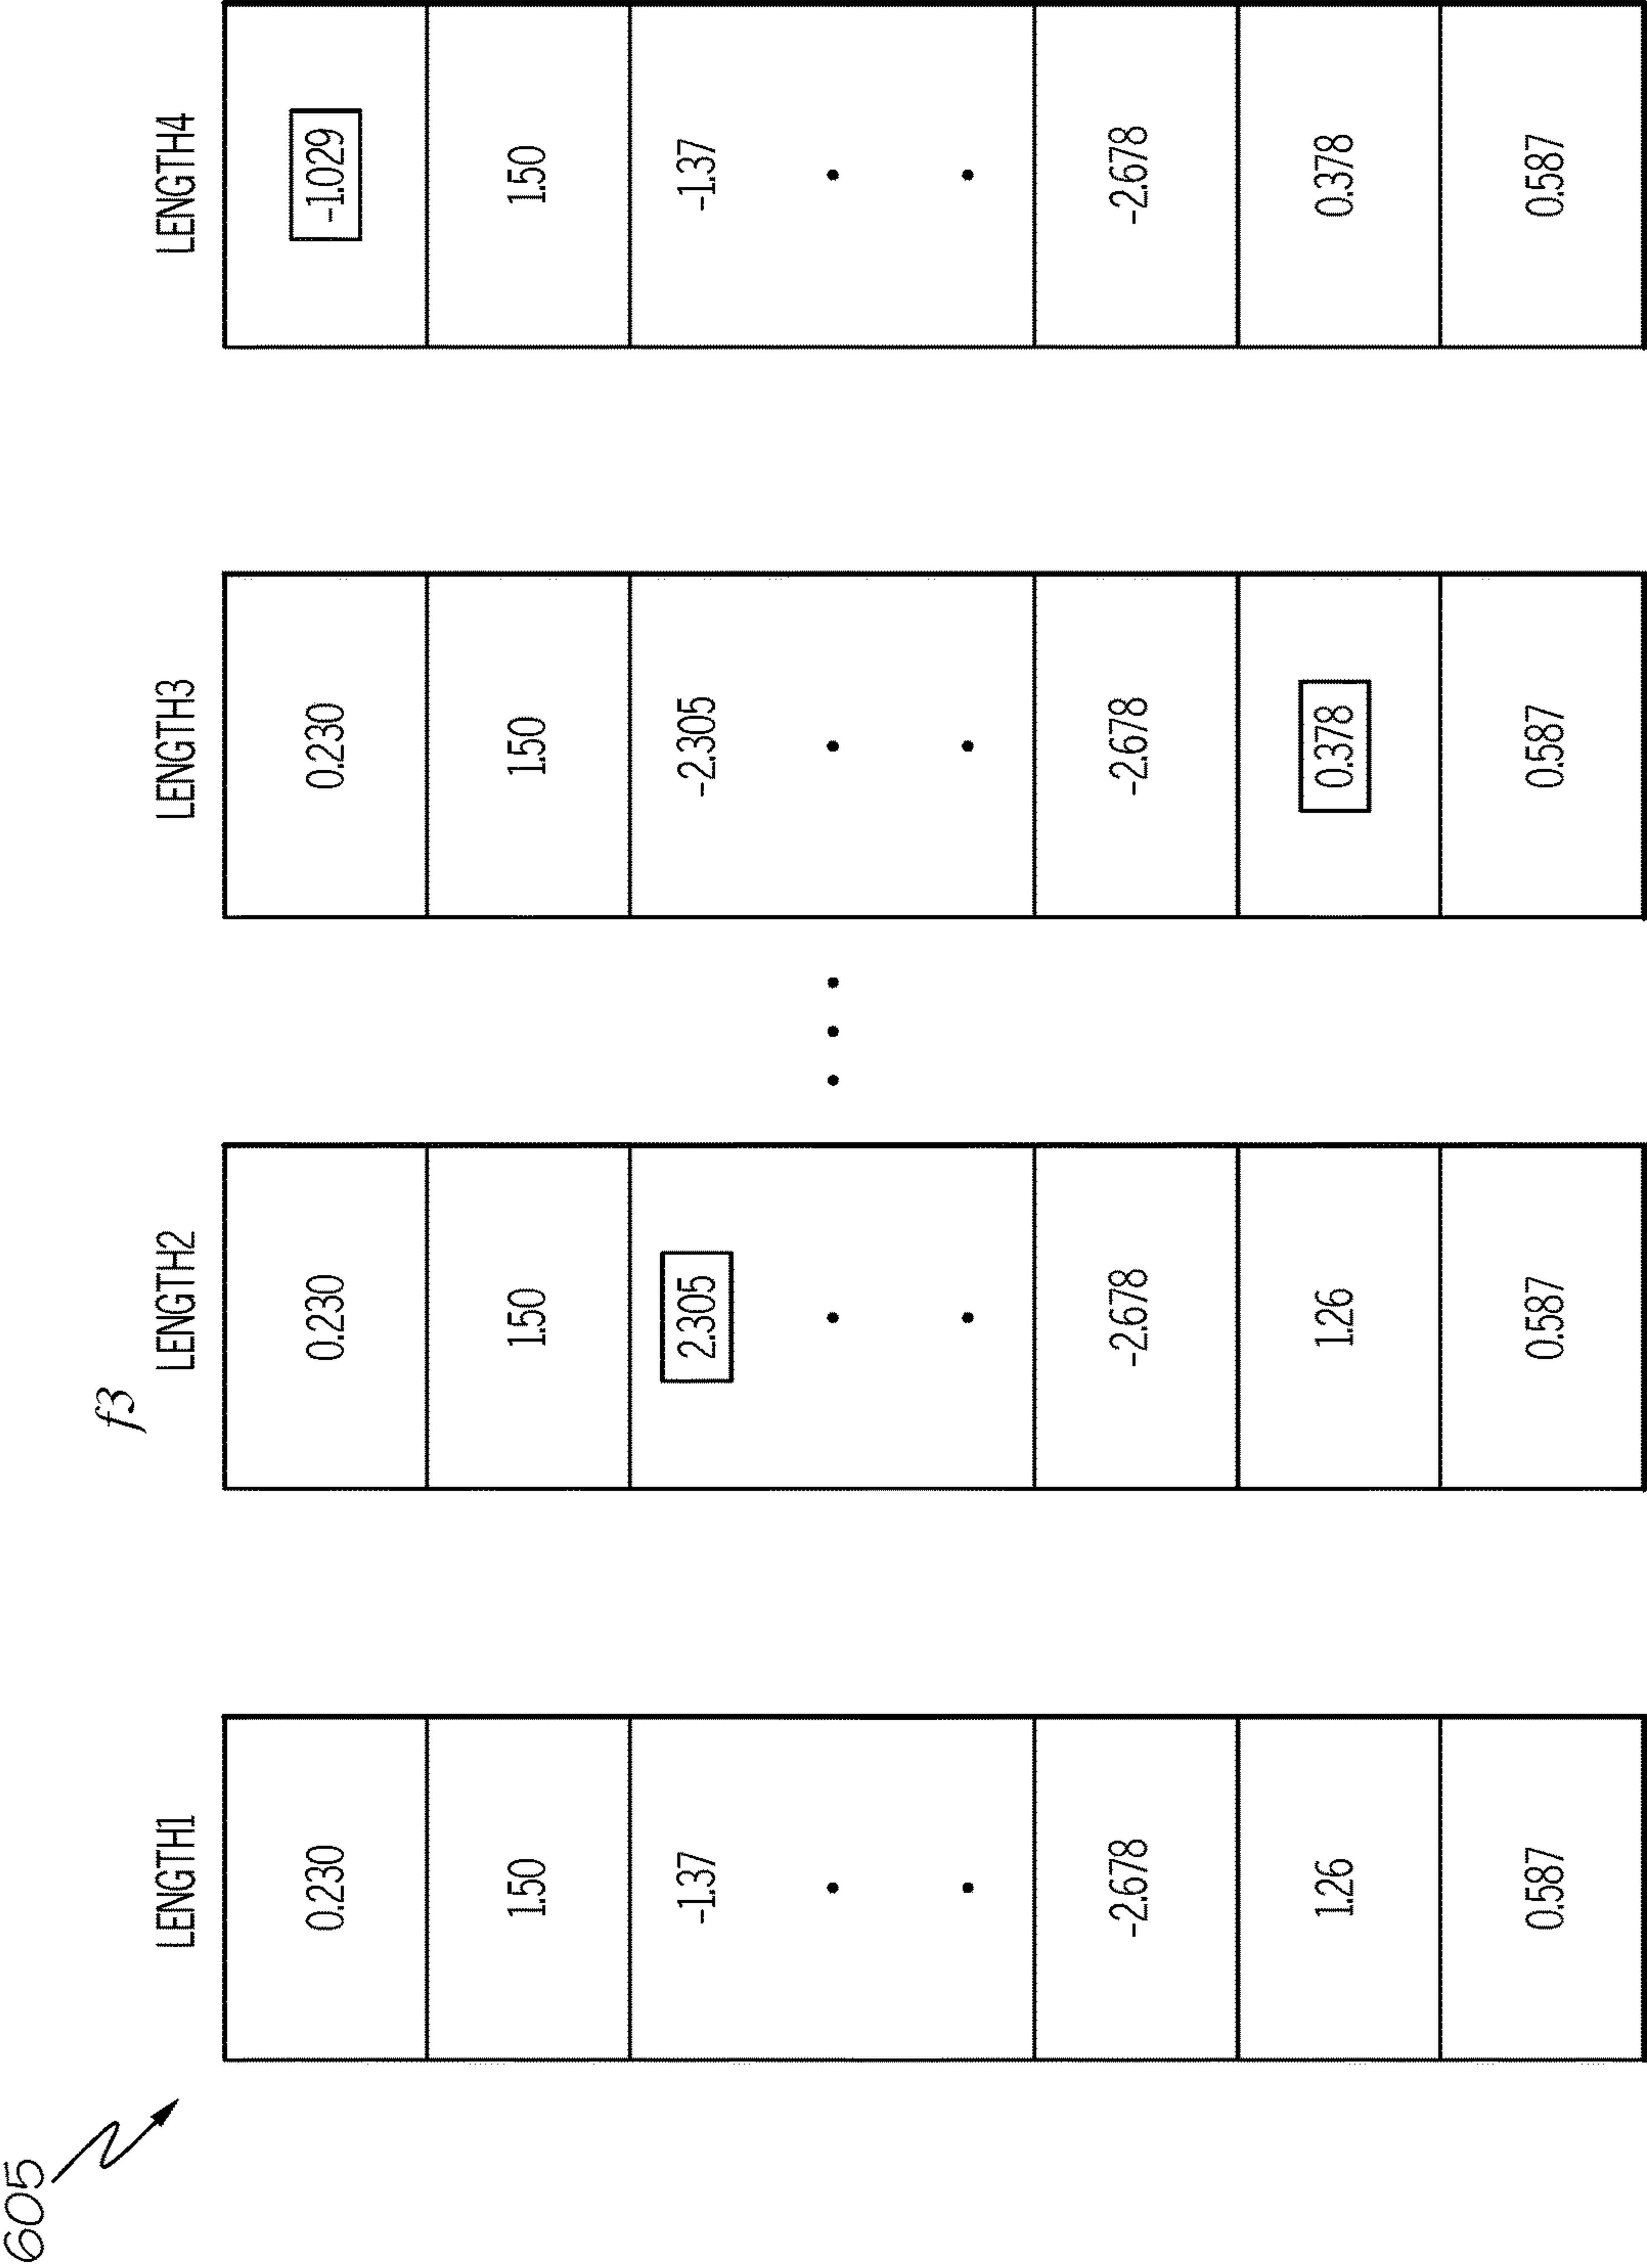 605
f3
LENGTH1 LENGTH2 LENGTH3 LENGTH4
0.230 0.230 0.230 -1.029
1.50 1.50 1.50 1.50
-1.37 2.305 -2.305 -1.37
-2.678 -2.678 -2.678 -2.678
1.26 1.26 0.378 0.378
0.587 0.587 0.587 0.587